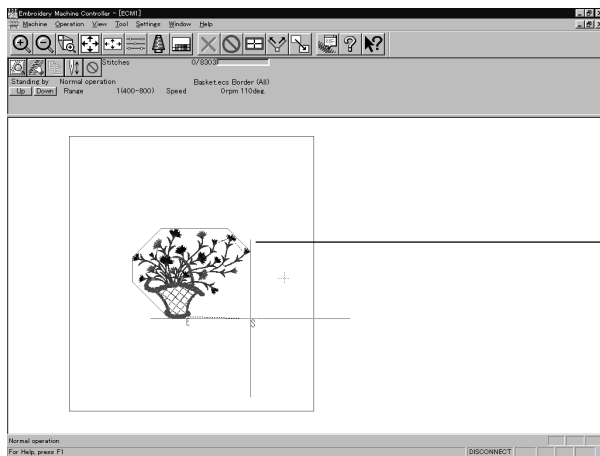 Embroidery Machine Controller - [ECM1]
Machine Operation View Tool Settings Window Help
Stitches 0/8303
Standing by Normal operation Basket.ecs Border (All)
Up Down Range 1(400-800) Speed 0rpm 110deg.
E S
Normal operation
For Help, press F1 DISCONNECT